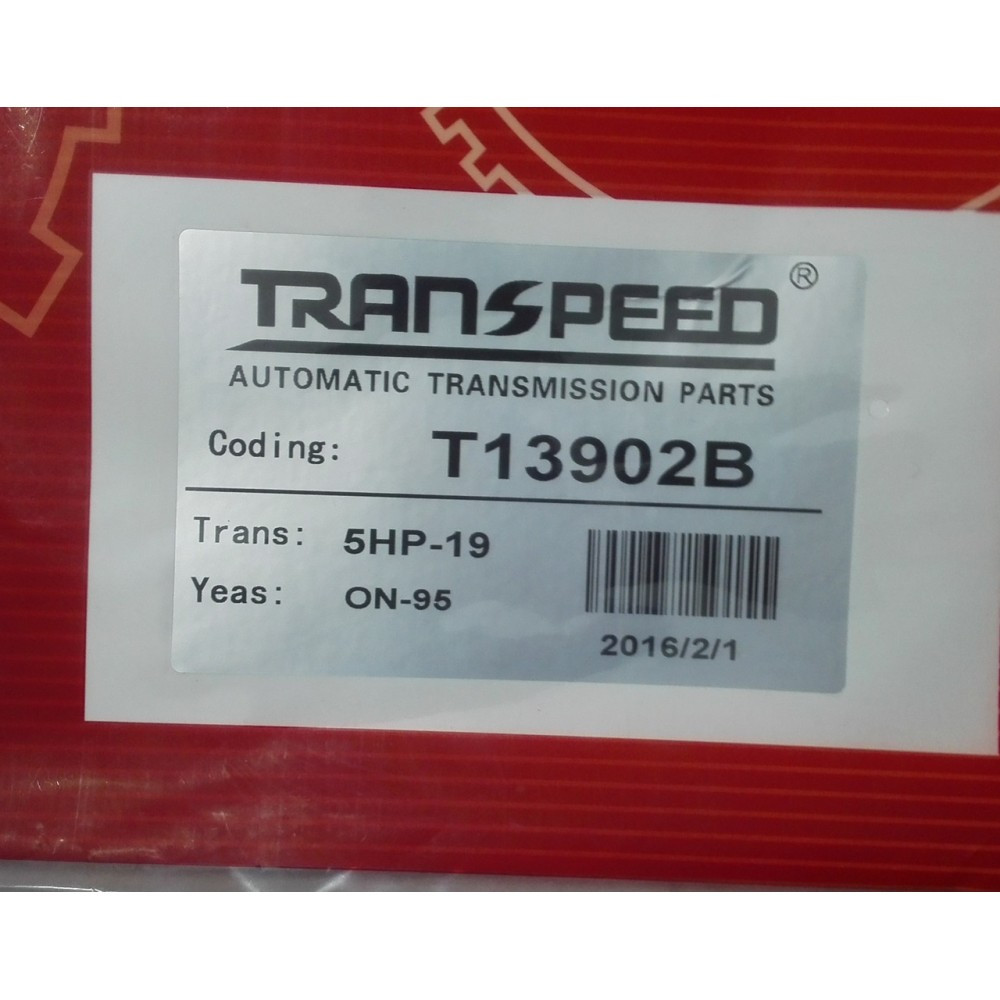 TRANSPEED®
AUTOMATIC TRANSMISSION PARTS
Coding: T13902B
Trans: 5HP-19
Yeas: ON-95
2016/2/1